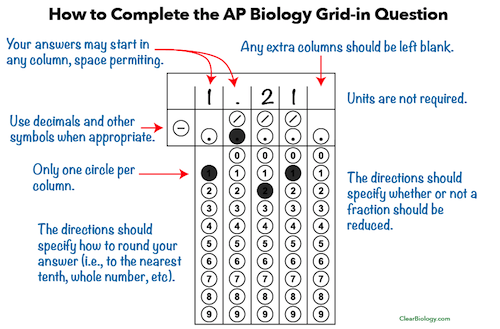 How to Complete the AP Biology Grid-in Question
Your answers may start in
any column, space permiting.
Any extra columns should be left blank.
1 . 2 1
Units are not required.
Use decimals and other
symbols when appropriate.
/ / /
− . . . . .
0 0 0 0
Only one circle per
column.
1 1 1 1 1
2 2 2 2 2
3 3 3 3 3
4 4 4 4 4
5 5 5 5 5
6 6 6 6 6
7 7 7 7 7
8 8 8 8 8
9 9 9 9 9
The directions should
specify whether or not a
fraction should be
reduced.
The directions should
specify how to round your
answer (i.e., to the nearest
tenth, whole number, etc).
ClearBiology.com